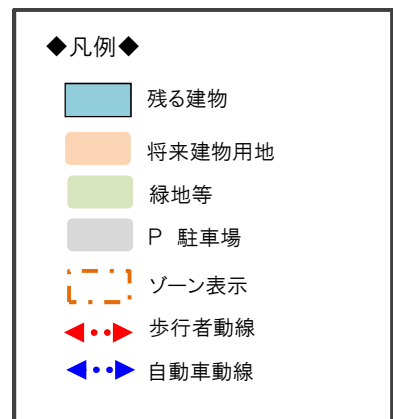 ◆凡例◆
残る建物
将来建物用地
緑地等
P 駐車場
ゾーン表示
歩行者動線
自動車動線